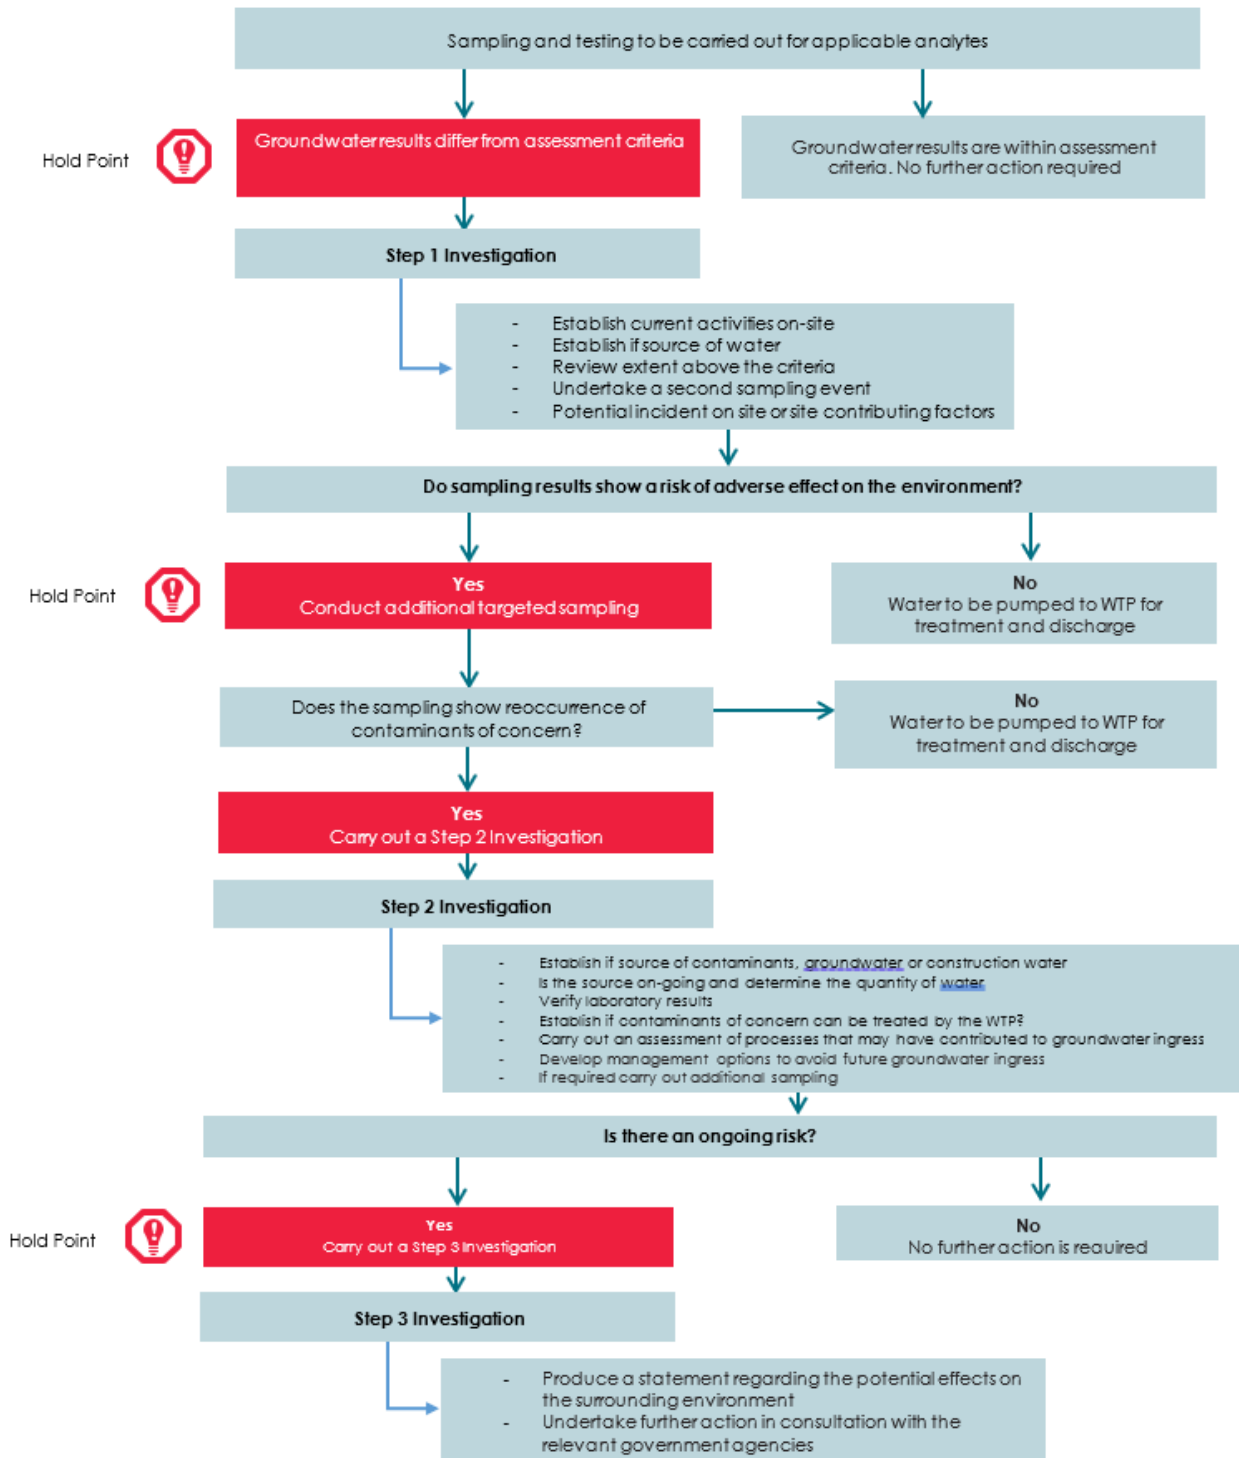 Sampling and testing to be carried out for applicable analytes
Hold Point
Groundwater results differ from assessment criteria
Groundwater results are within assessment
criteria. No further action required
Step 1 Investigation
- Establish current activities on-site
- Establish if source of water
- Review extent above the criteria
- Undertake a second sampling event
- Potential incident on site or site contributing factors
Do sampling results show a risk of adverse effect on the environment?
Hold Point
Yes
Conduct additional targeted sampling
No
Water to be pumped to WTP for
treatment and discharge
Does the sampling show reoccurrence of
contaminants of concern?
No
Water to be pumped to WTP for
treatment and discharge
Yes
Carry out a Step 2 Investigation
Step 2 Investigation
- Establish if source of contaminants, groundwater or construction water
- Is the source on-going and determine the quantity of water
- Verify laboratory results
- Establish if contaminants of concern can be treated by the WTP?
- Carry out an assessment of processes that may have contributed to groundwater ingress
- Develop management options to avoid future groundwater ingress
- If required carry out additional sampling
Is there an ongoing risk?
Hold Point
Yes
Carry out a Step 3 Investigation
No
No further action is required
Step 3 Investigation
- Produce a statement regarding the potential effects on
the surrounding environment
- Undertake further action in consultation with the
relevant government agencies